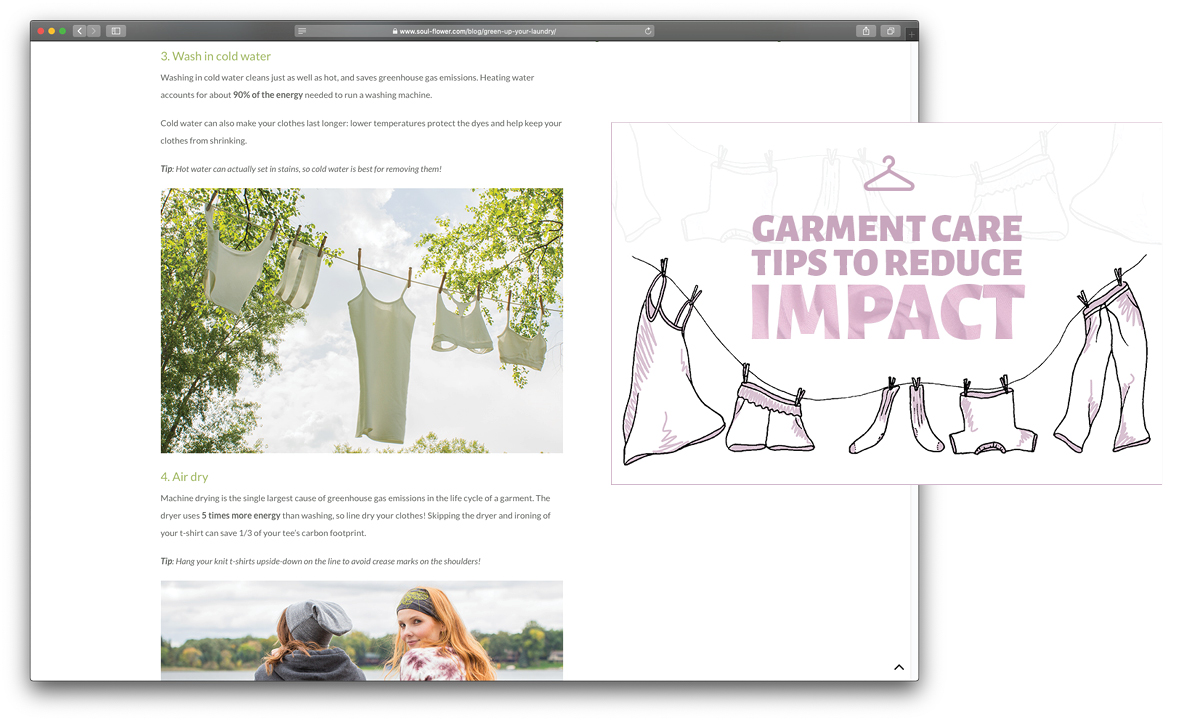 www.soul-flower.com/blog/green-up-your-laundry/
3. Wash in cold water
Washing in cold water cleans just as well as hot, and saves greenhouse gas emissions. Heating water
accounts for about 90% of the energy needed to run a washing machine.
Cold water can also make your clothes last longer: lower temperatures protect the dyes and help keep your
clothes from shrinking.
Tip: Hot water can actually set in stains, so cold water is best for removing them!
4. Air dry
Machine drying is the single largest cause of greenhouse gas emissions in the life cycle of a garment. The
dryer uses 5 times more energy than washing, so line dry your clothes! Skipping the dryer and ironing of
your t-shirt can save 1/3 of your tee's carbon footprint.
Tip: Hang your knit t-shirts upside-down on the line to avoid crease marks on the shoulders!
GARMENT CARE
TIPS TO REDUCE
IMPACT